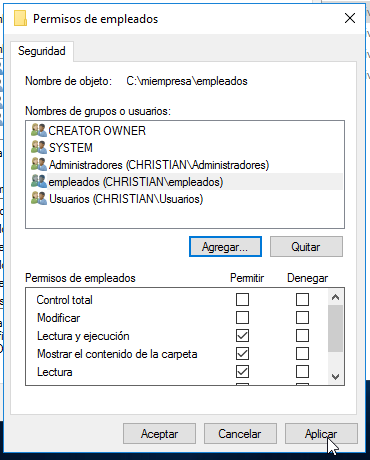 Permisos de empleados
Seguridad
Nombre de objeto: C:\miempresa\empleados
Nombres de grupos o usuarios:
CREATOR OWNER
SYSTEM
Administradores (CHRISTIAN\Administradores)
empleados (CHRISTIAN\empleados)
Usuarios (CHRISTIAN\Usuarios)
Agregar... Quitar
Permisos de empleados Permitir Denegar
Control total
Modificar
Lectura y ejecución
Mostrar el contenido de la carpeta
Lectura
Aceptar Cancelar Aplicar